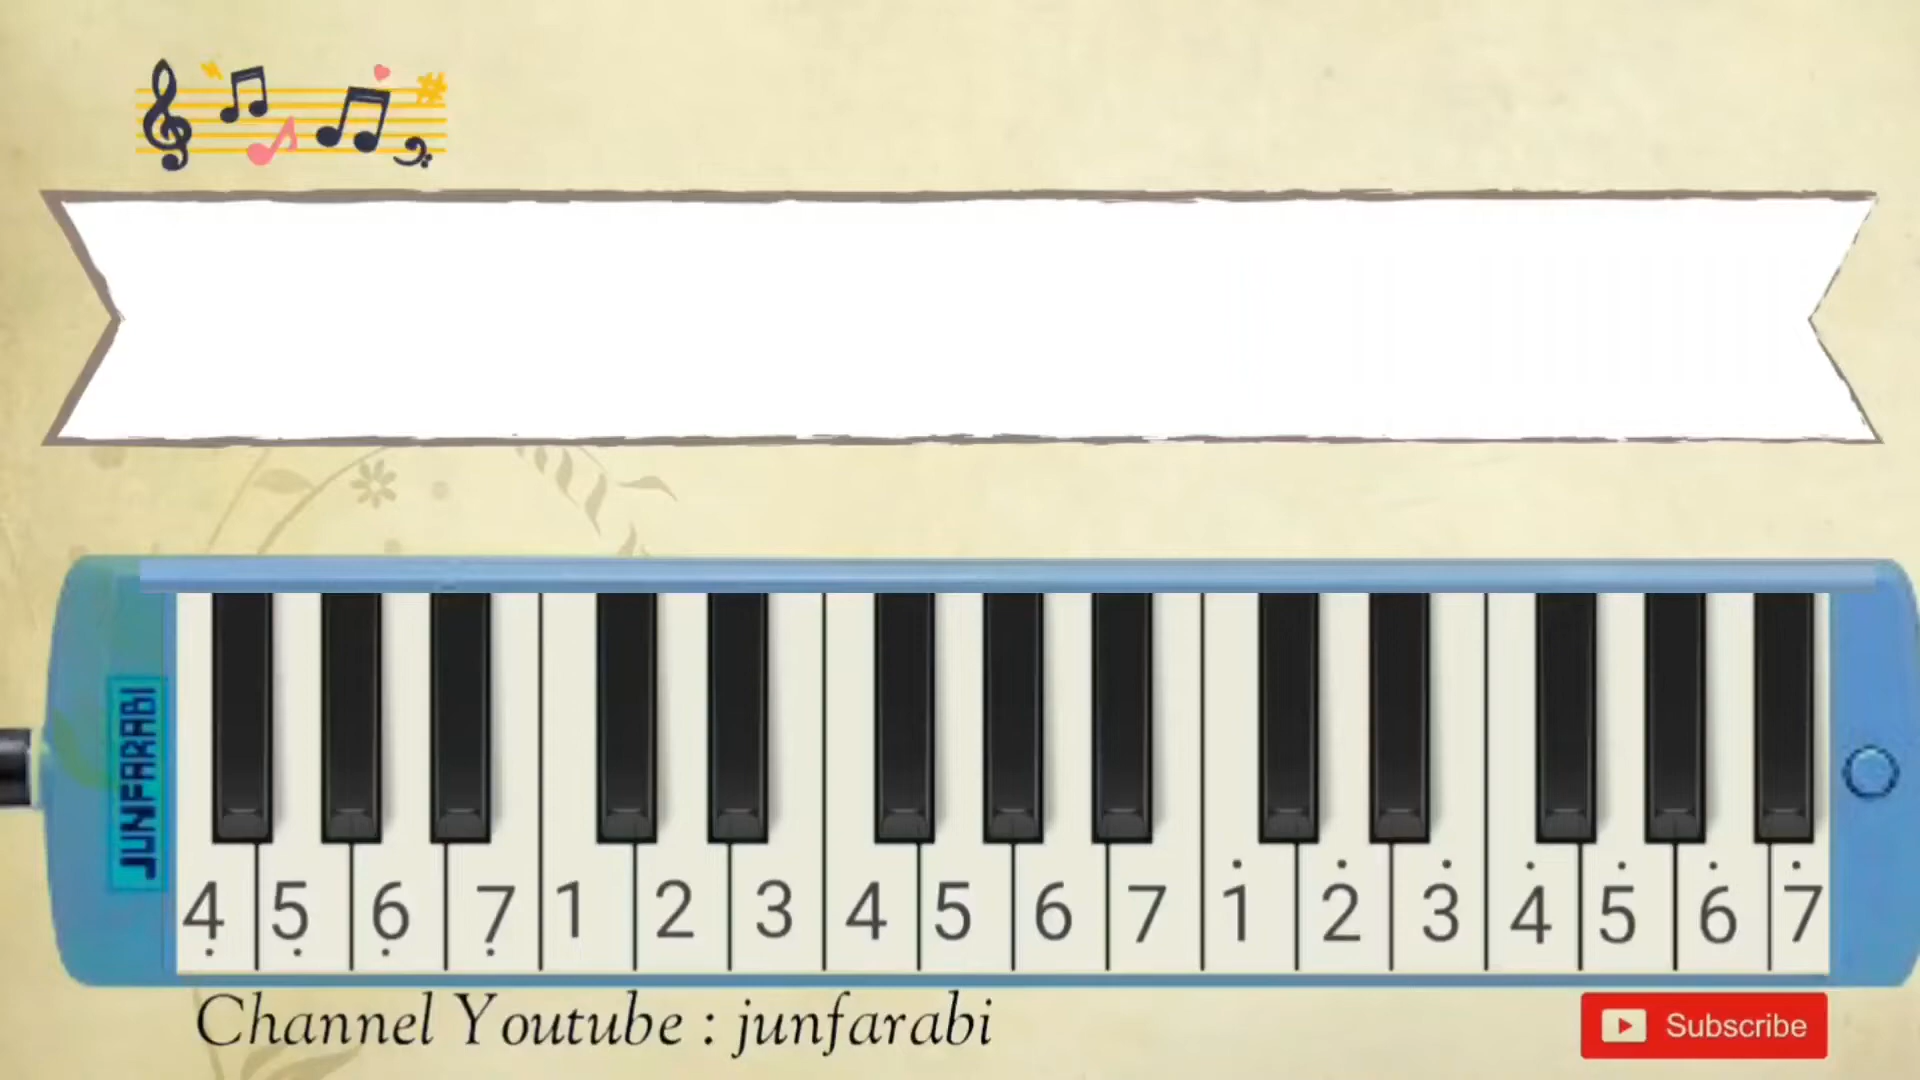 JUNFARABI
4̣ 5̣ 6̣ 7̣ 1 2 3 4 5 6 7 1̇ 2̇ 3̇ 4̇ 5̇ 6̇ 7̇
Channel Youtube : junfarabi
Subscribe